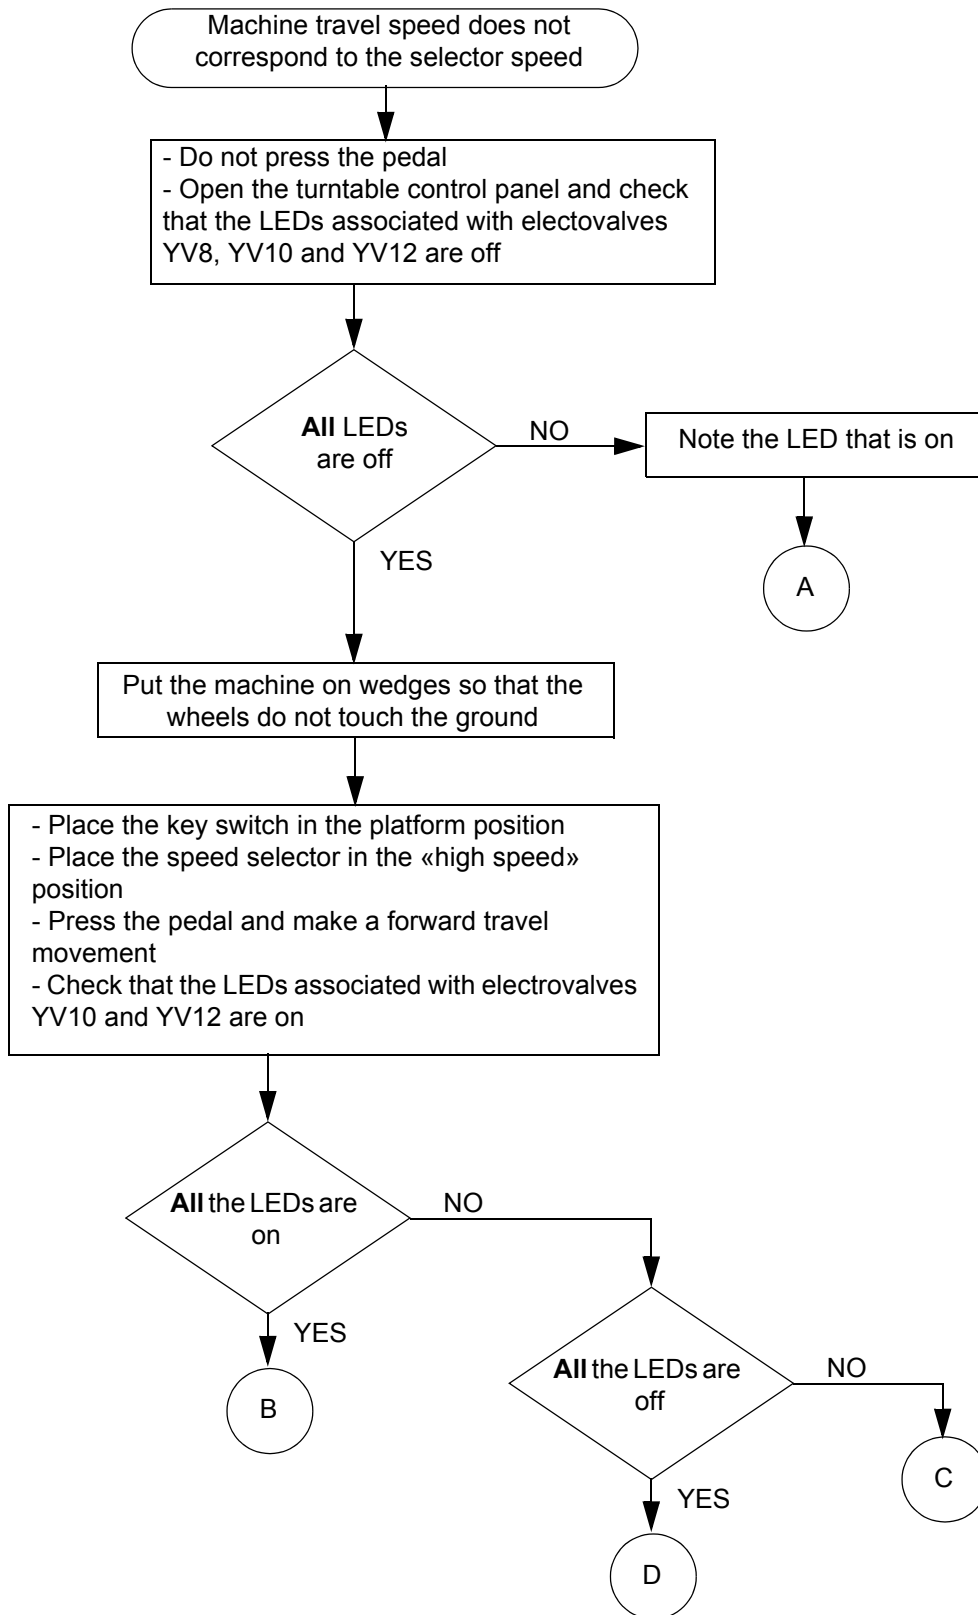 Machine travel speed does not
correspond to the selector speed
- Do not press the pedal
- Open the turntable control panel and check
that the LEDs associated with electovalves
YV8, YV10 and YV12 are off
All LEDs
are off
NO
Note the LED that is on
YES
A
Put the machine on wedges so that the
wheels do not touch the ground
- Place the key switch in the platform position
- Place the speed selector in the «high speed»
position
- Press the pedal and make a forward travel
movement
- Check that the LEDs associated with electrovalves
YV10 and YV12 are on
All the LEDs are
on
NO
YES
B
All the LEDs are
off
NO
C
YES
D